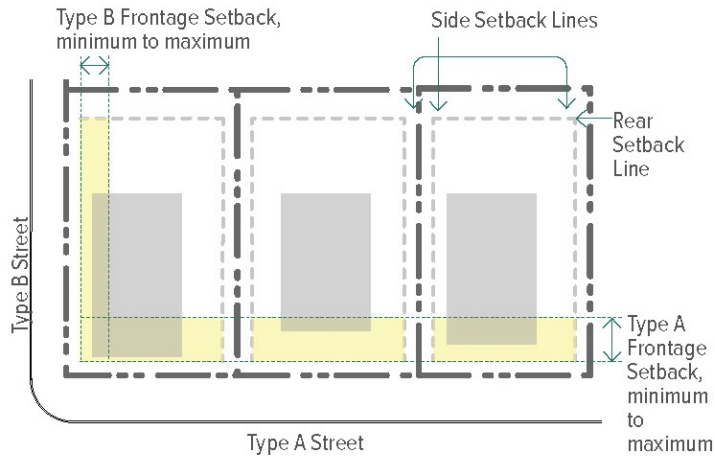 Type B Frontage Setback,
minimum to maximum
Side Setback Lines
Rear
Setback
Line
Type B Street
Type A
Frontage
Setback,
minimum
to
maximum
Type A Street